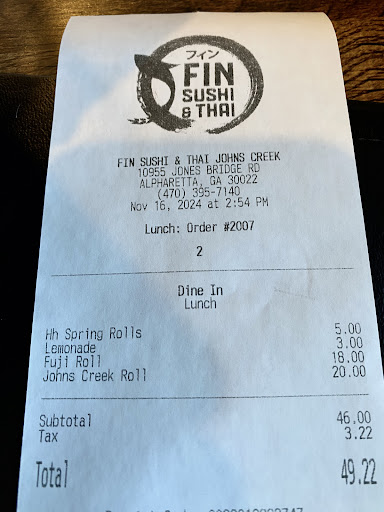 フィン
FIN
SUSHI
& THAI
FIN SUSHI & THAI JOHNS CREEK
10955 JONES BRIDGE RD
ALPHARETTA, GA 30022
(470) 395-7140
Nov 16, 2024 at 2:54 PM
Lunch: Order #2007
2
Dine In
Lunch
Hh Spring Rolls 5.00
Lemonade 3.00
Fuji Roll 18.00
Johns Creek Roll 20.00
Subtotal 46.00
Tax 3.22
Total 49.22